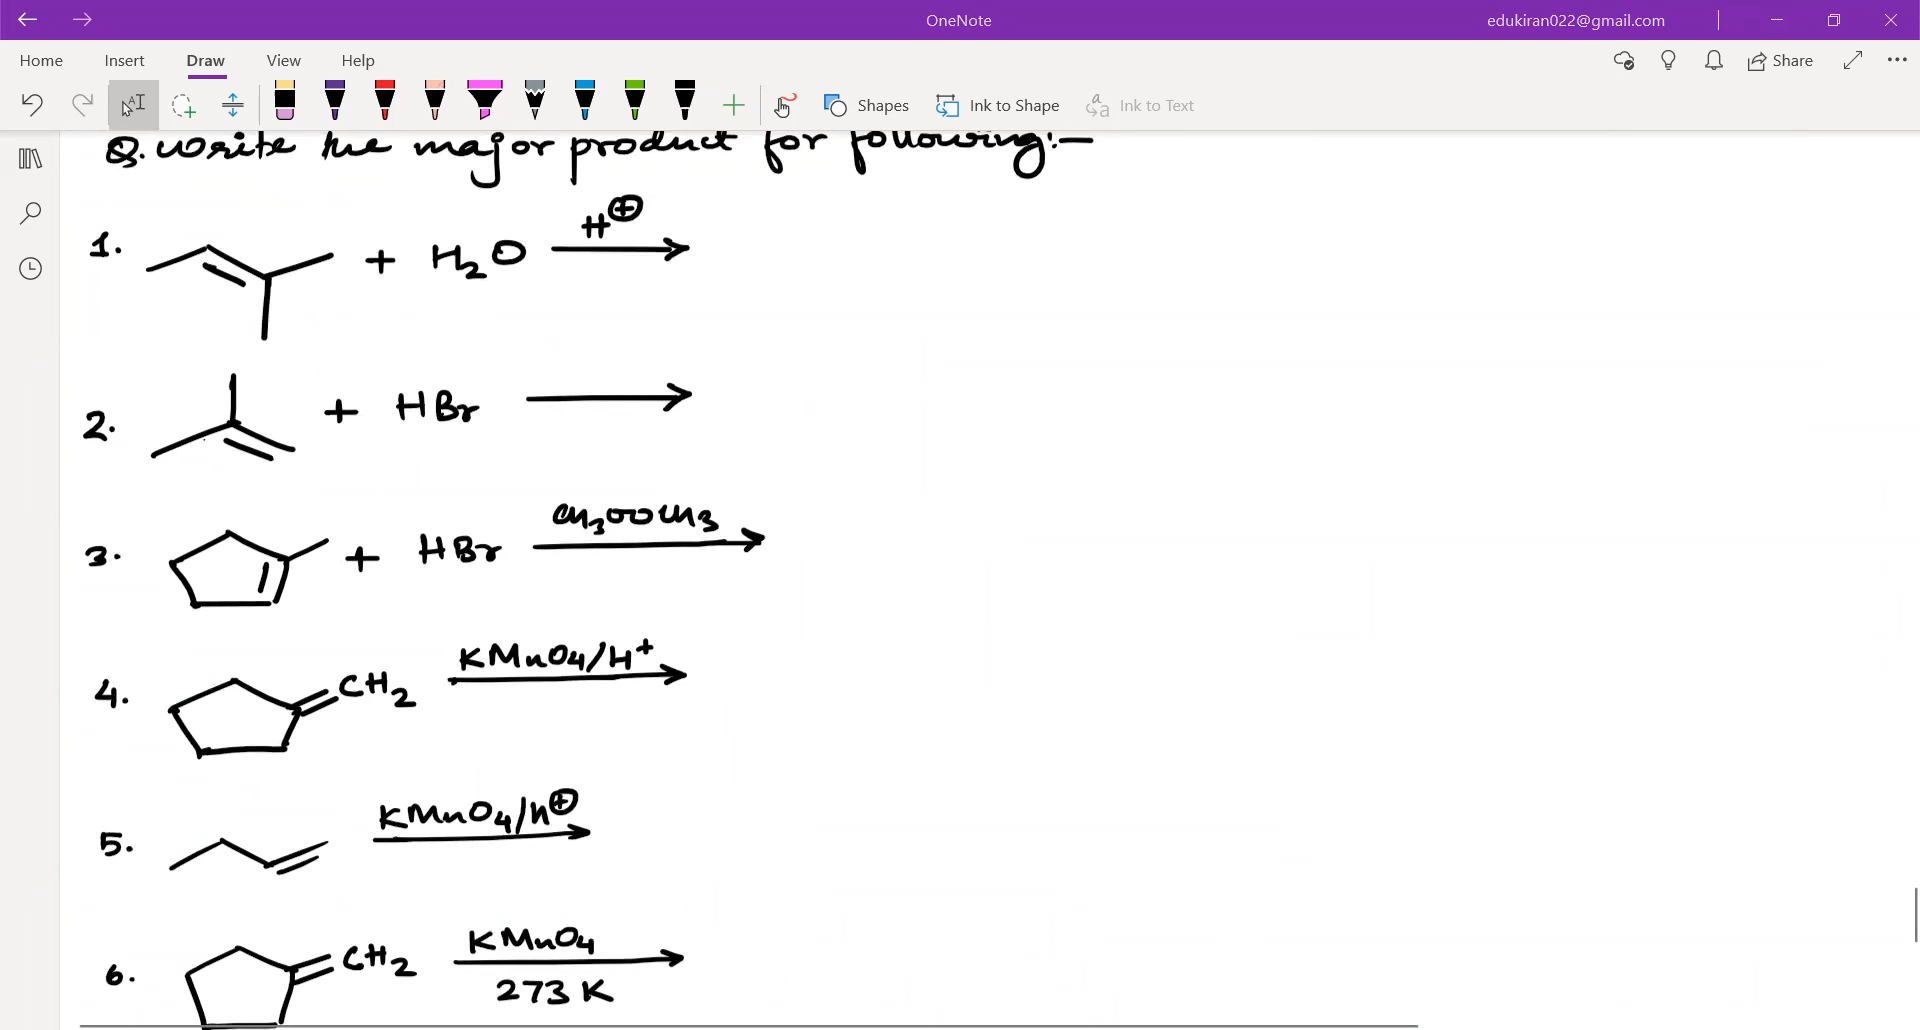 OneNote
edukiran022@gmail.com
Home Insert Draw View Help
Share
Shapes Ink to Shape Ink to Text
Q. Write the major product for following:—
1. + H2O H⊕
2. + HBr
3. + HBr CH3OOCH3
4. CH2 KMnO4/H+
5. KMnO4/H⊕
6. CH2 KMnO4
273 K